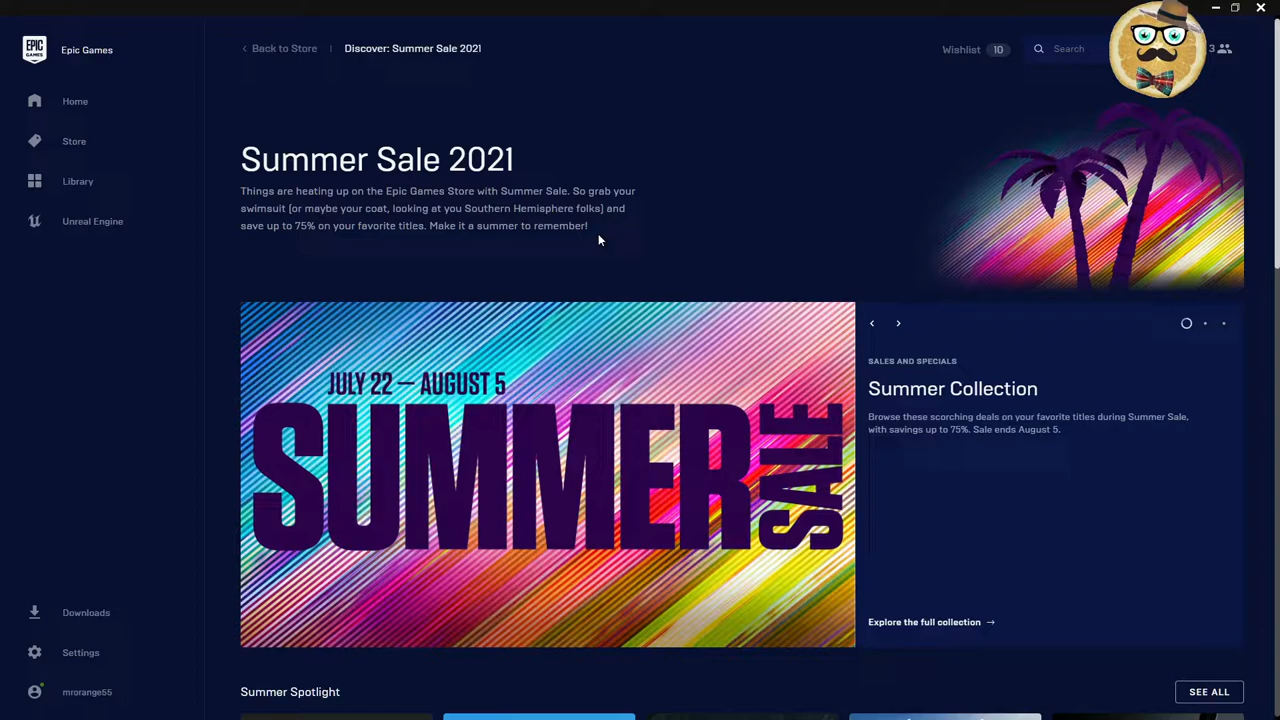 EPIC GAMES
Epic Games
Back to Store
Discover: Summer Sale 2021
Wishlist 10
Search
3
Home
Store
Library
Unreal Engine
Summer Sale 2021
Things are heating up on the Epic Games Store with Summer Sale. So grab your
swimsuit (or maybe your coat, looking at you Southern Hemisphere folks) and
save up to 75% on your favorite titles. Make it a summer to remember!
JULY 22 — AUGUST 5
SUMMER SALE
SALES AND SPECIALS
Summer Collection
Browse these scorching deals on your favorite titles during Summer Sale,
with savings up to 75%. Sale ends August 5.
Explore the full collection →
Downloads
Settings
mrorange55
Summer Spotlight
SEE ALL